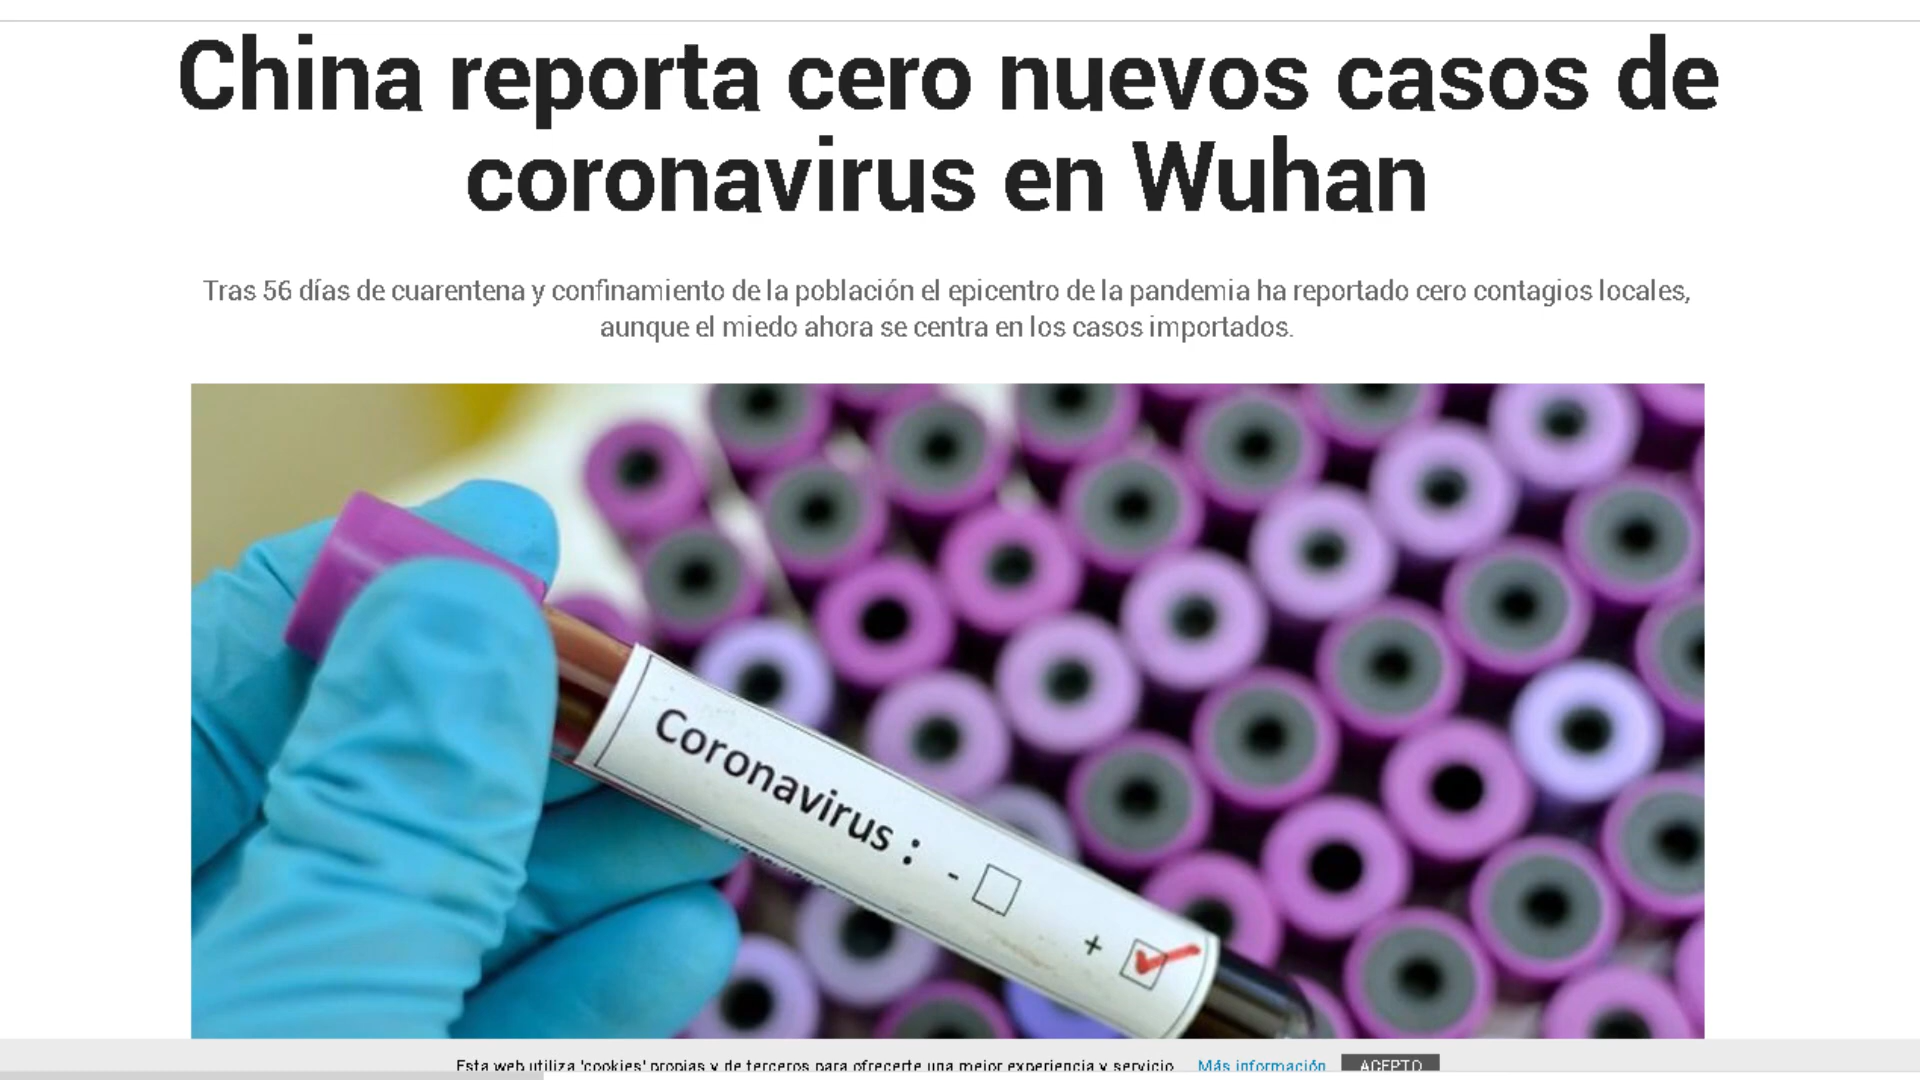 China reporta cero nuevos casos de
coronavirus en Wuhan
Tras 56 días de cuarentena y confinamiento de la población el epicentro de la pandemia ha reportado cero contagios locales,
aunque el miedo ahora se centra en los casos importados.
Coronavirus :
-
+
Esta web utiliza 'cookies' propias y de terceros para ofrecerte una mejor experiencia y servicio Más información ACEPTO